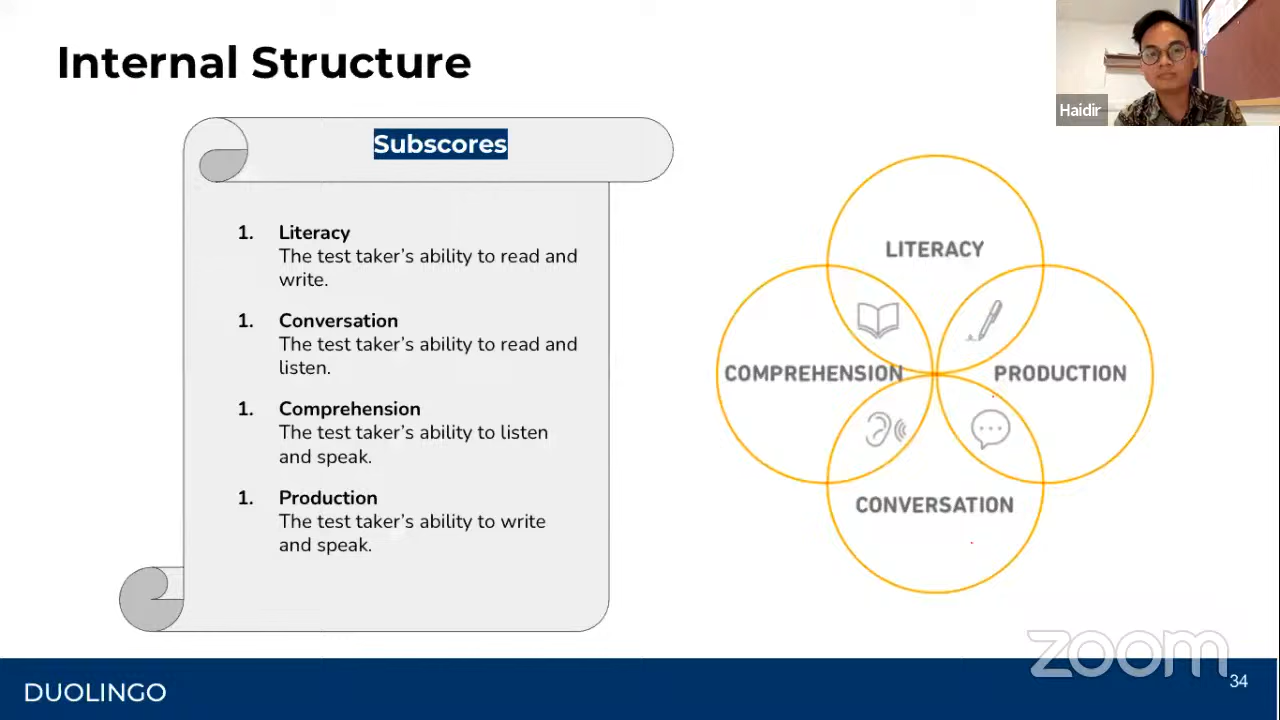 Internal Structure
Haidir
Subscores
1. Literacy
The test taker's ability to read and
write.
1. Conversation
The test taker's ability to read and
listen.
1. Comprehension
The test taker's ability to listen
and speak.
1. Production
The test taker's ability to write
and speak.
LITERACY
COMPREHENSION
PRODUCTION
CONVERSATION
zoom
DUOLINGO
34